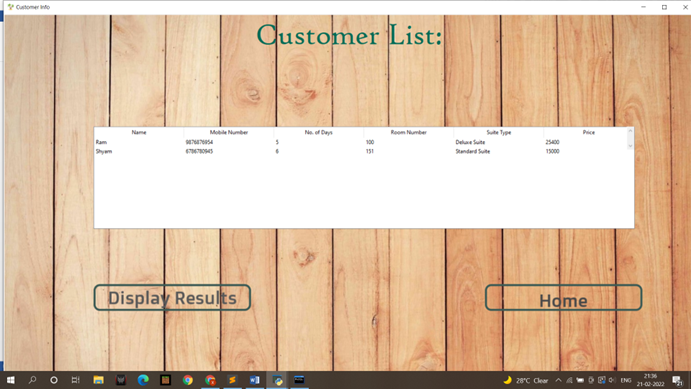 Customer Info
Customer List:
Name Mobile Number No. of Days Room Number Suite Type Price
Ram 9876876954 5 100 Deluxe Suite 25400
Shyam 6786780945 6 151 Standard Suite 15000
Display Results
Home
28°C Clear
ENG
21:36
21-02-2022